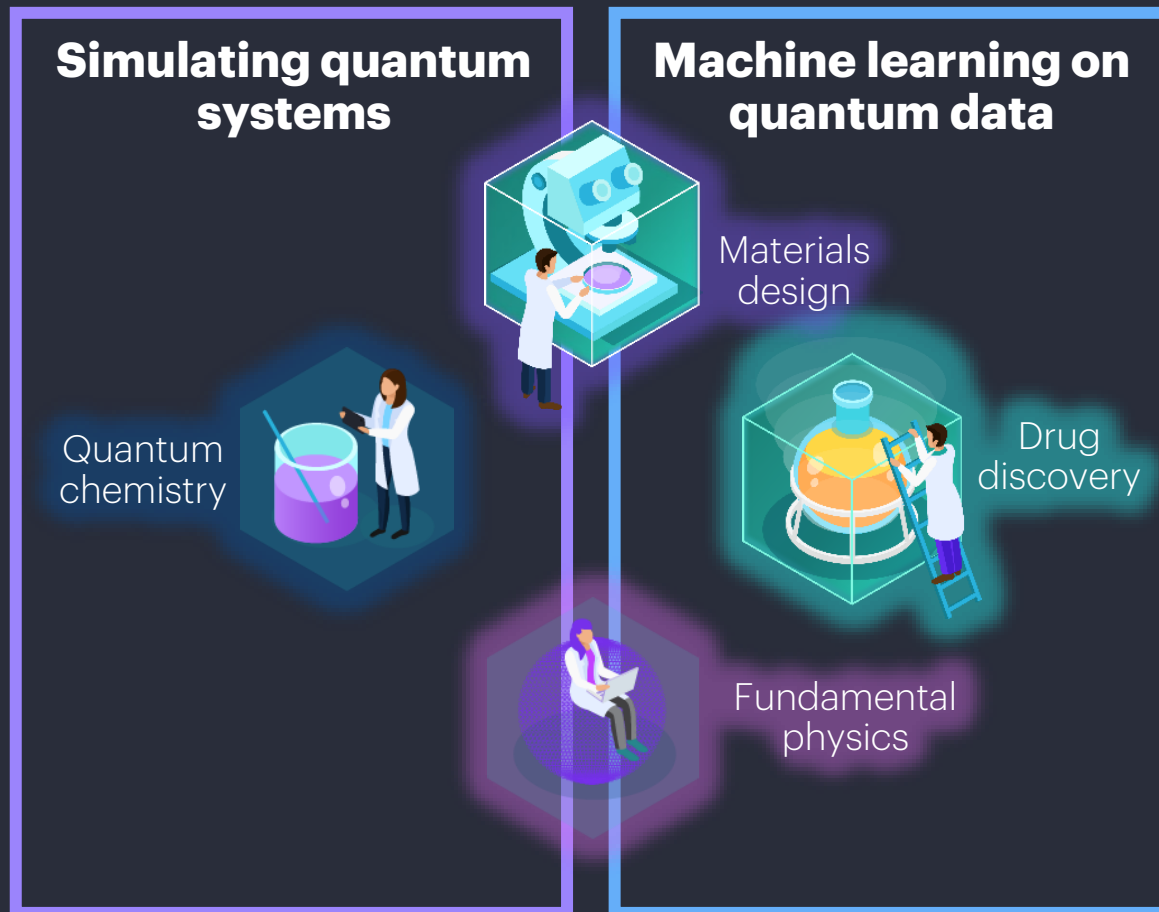 Simulating quantum
systems
Machine learning on
quantum data
Materials
design
Quantum
chemistry
Drug
discovery
Fundamental
physics